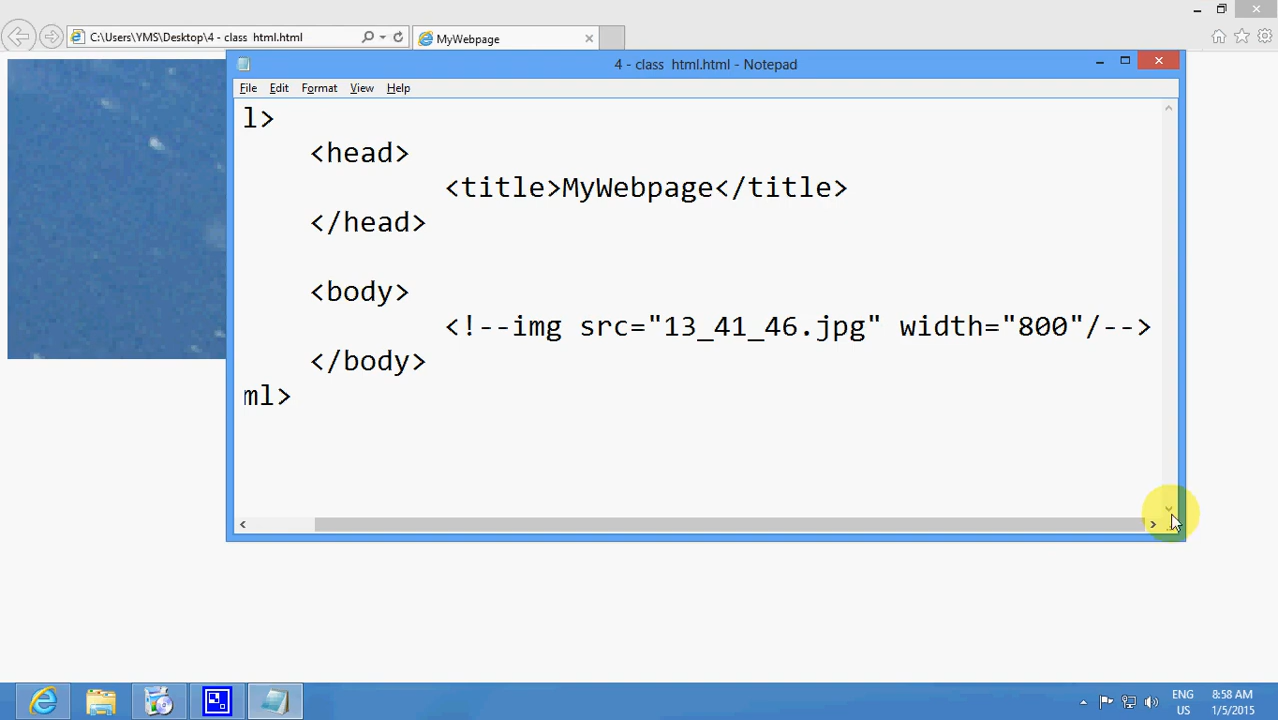 C:\Users\YMS\Desktop\4 - class  html.html
MyWebpage
4 - class  html.html - Notepad
File Edit Format View Help
l>
<head>
<title>MyWebpage</title>
</head>
<body>
<!--img src="13_41_46.jpg" width="800"/-->
</body>
ml>
ENG
US
8:58 AM
1/5/2015